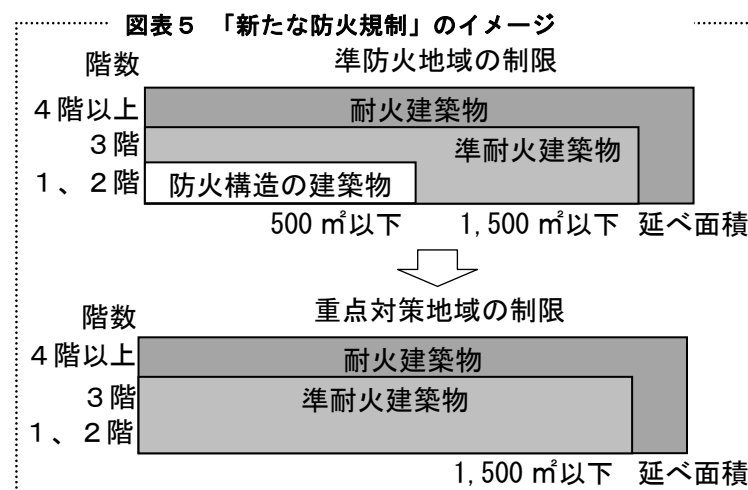 図表５　「新たな防火規制」のイメージ
階数　準防火地域の制限
４階以上　耐火建築物
３階　準耐火建築物
１、２階　防火構造の建築物
500 ㎡以下　1,500 ㎡以下　延べ面積
階数　重点対策地域の制限
４階以上　耐火建築物
３階　準耐火建築物
１、２階
1,500 ㎡以下　延べ面積